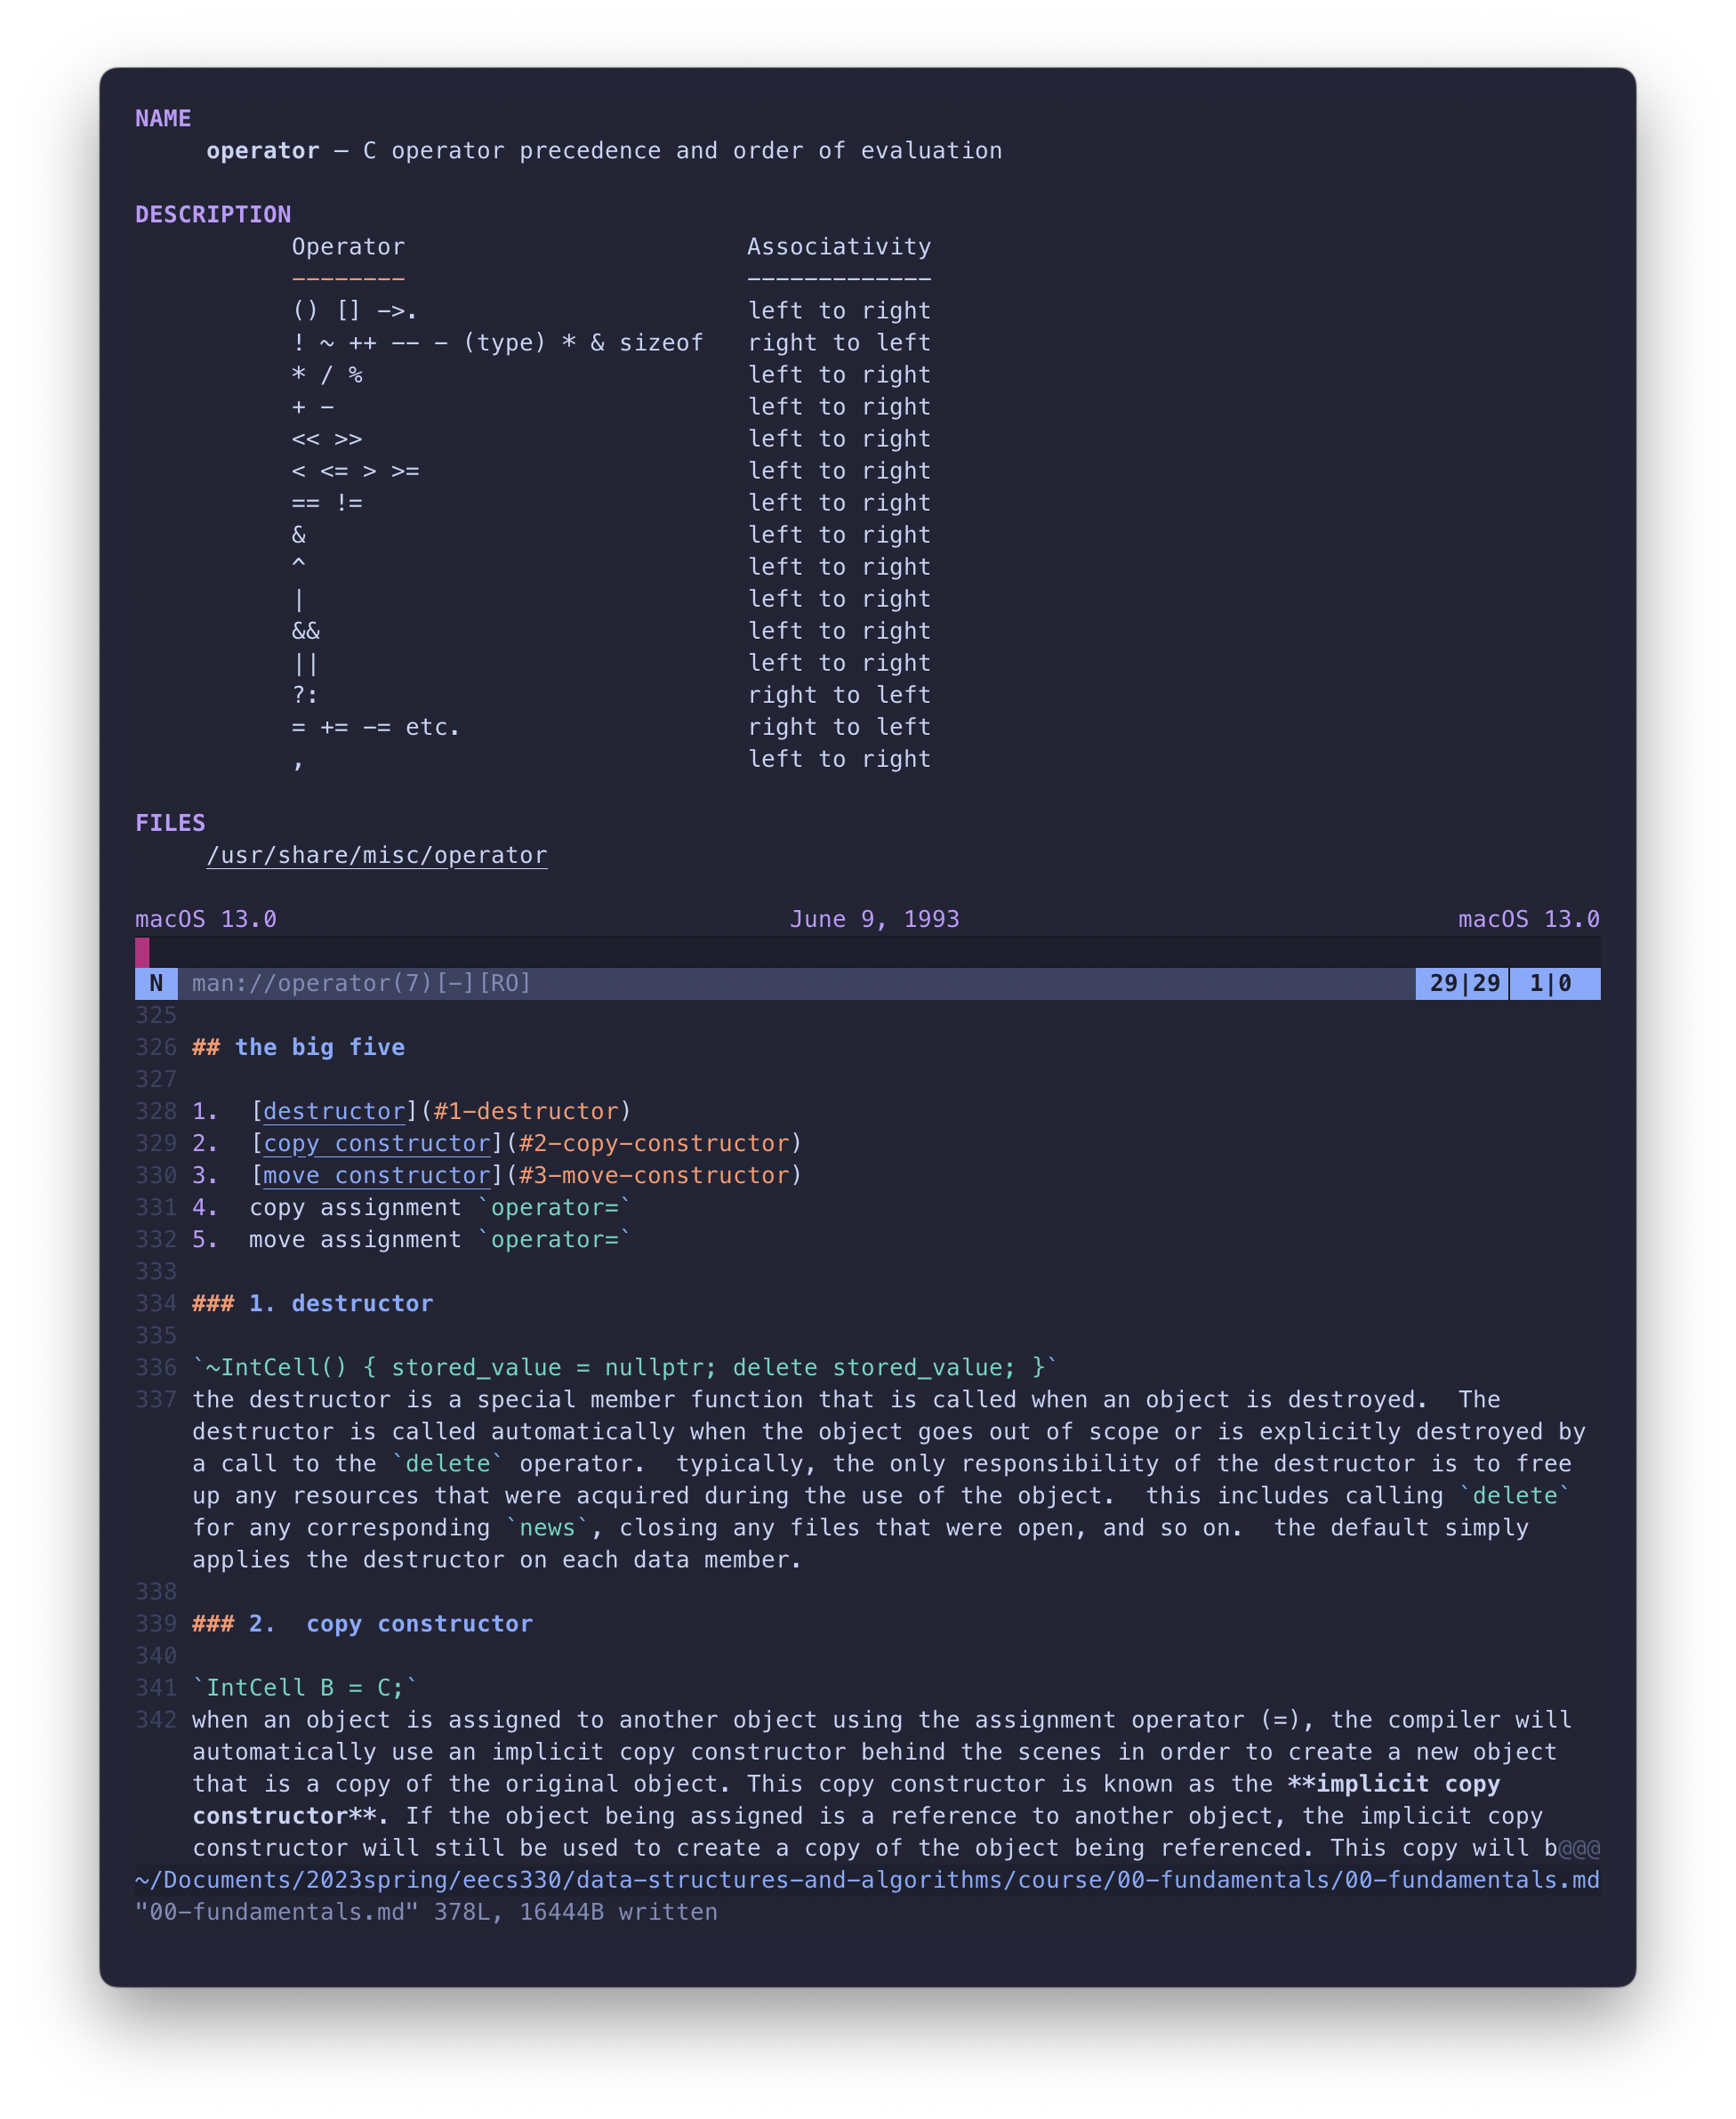 NAME
operator – C operator precedence and order of evaluation
DESCRIPTION
Operator Associativity
-------- -------------
() [] ->. left to right
! ~ ++ -- - (type) * & sizeof right to left
* / % left to right
+ - left to right
<< >> left to right
< <= > >= left to right
== != left to right
& left to right
^ left to right
| left to right
&& left to right
|| left to right
?: right to left
= += -= etc. right to left
, left to right
FILES
/usr/share/misc/operator
macOS 13.0 June 9, 1993 macOS 13.0
N man://operator(7)[-][RO] 29|29 1|0
325
326 ## the big five
327
328 1.  [destructor](#1-destructor)
329 2.  [copy constructor](#2-copy-constructor)
330 3.  [move constructor](#3-move-constructor)
331 4.  copy assignment `operator=`
332 5.  move assignment `operator=`
333
334 ### 1. destructor
335
336 `~IntCell() { stored_value = nullptr; delete stored_value; }`
337 the destructor is a special member function that is called when an object is destroyed.  The
destructor is called automatically when the object goes out of scope or is explicitly destroyed by
a call to the `delete` operator.  typically, the only responsibility of the destructor is to free
up any resources that were acquired during the use of the object.  this includes calling `delete`
for any corresponding `news`, closing any files that were open, and so on.  the default simply
applies the destructor on each data member.
338
339 ### 2.  copy constructor
340
341 `IntCell B = C;`
342 when an object is assigned to another object using the assignment operator (=), the compiler will
automatically use an implicit copy constructor behind the scenes in order to create a new object
that is a copy of the original object. This copy constructor is known as the **implicit copy
constructor**. If the object being assigned is a reference to another object, the implicit copy
constructor will still be used to create a copy of the object being referenced. This copy will b@@@
~/Documents/2023spring/eecs330/data-structures-and-algorithms/course/00-fundamentals/00-fundamentals.md
"00-fundamentals.md" 378L, 16444B written